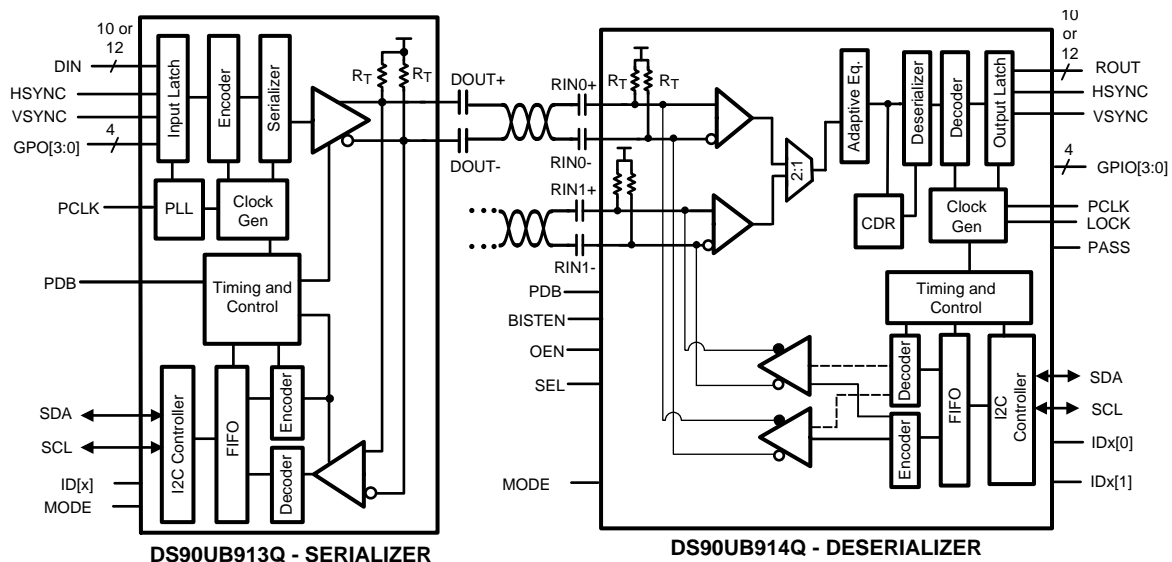 10 or
12
DIN
HSYNC
VSYNC
4
GPO[3:0]
PCLK
PDB
SDA
SCL
ID[x]
MODE
Input Latch
Encoder
Serializer
PLL
Clock
Gen
Timing and
Control
I2C Controller
FIFO
Encoder
Decoder
RT
RT
DOUT+
DOUT-
DS90UB913Q - SERIALIZER
RIN0+
RIN0-
RIN1+
RIN1-
RT
RT
PDB
BISTEN
OEN
SEL
MODE
2:1
Adaptive Eq.
Deserializer
Decoder
Output Latch
CDR
Clock
Gen
Timing and
Control
Decoder
Encoder
FIFO
I2C
Controller
10
or
12
ROUT
HSYNC
VSYNC
4
GPIO[3:0]
PCLK
LOCK
PASS
SDA
SCL
IDx[0]
IDx[1]
DS90UB914Q - DESERIALIZER